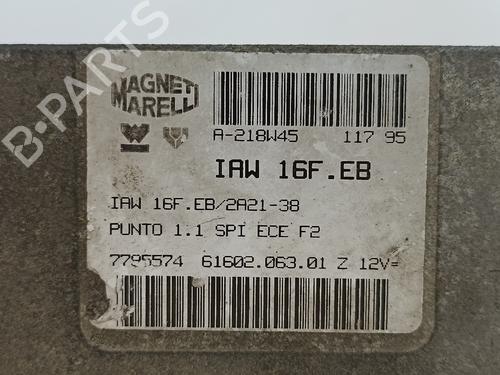 B-PARTS
MAGNETI
MARELLI
A-218W45 117 95
IAW 16F.EB
IAW 16F.EB/2A21-38
PUNTO 1.1 SPI ECE F2
7795574 61602.063.01 Z 12V=
B-PARTS